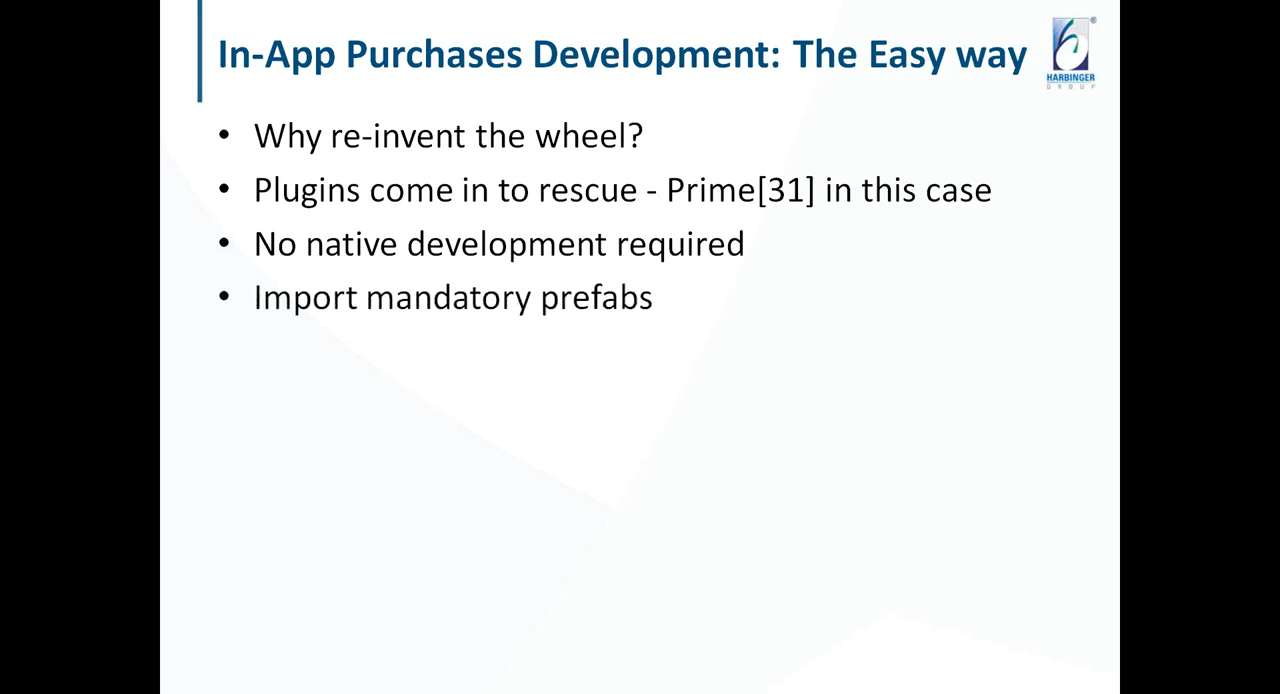 In-App Purchases Development: The Easy way
®
HARBINGER
GROUP
• Why re-invent the wheel?
• Plugins come in to rescue - Prime[31] in this case
• No native development required
• Import mandatory prefabs